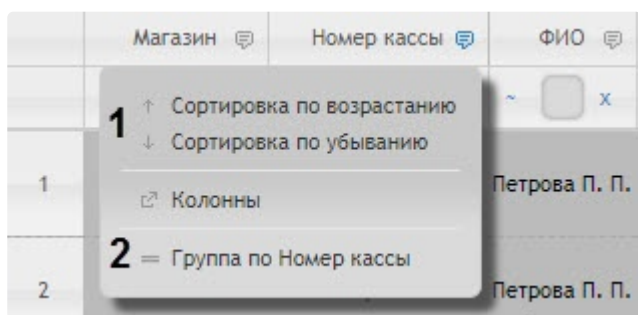 Магазин Номер кассы ФИО
~ x
1 ↑ Сортировка по возрастанию
↓ Сортировка по убыванию
1 Петрова П. П.
Колонны
2 = Группа по Номер кассы
2 Петрова П. П.